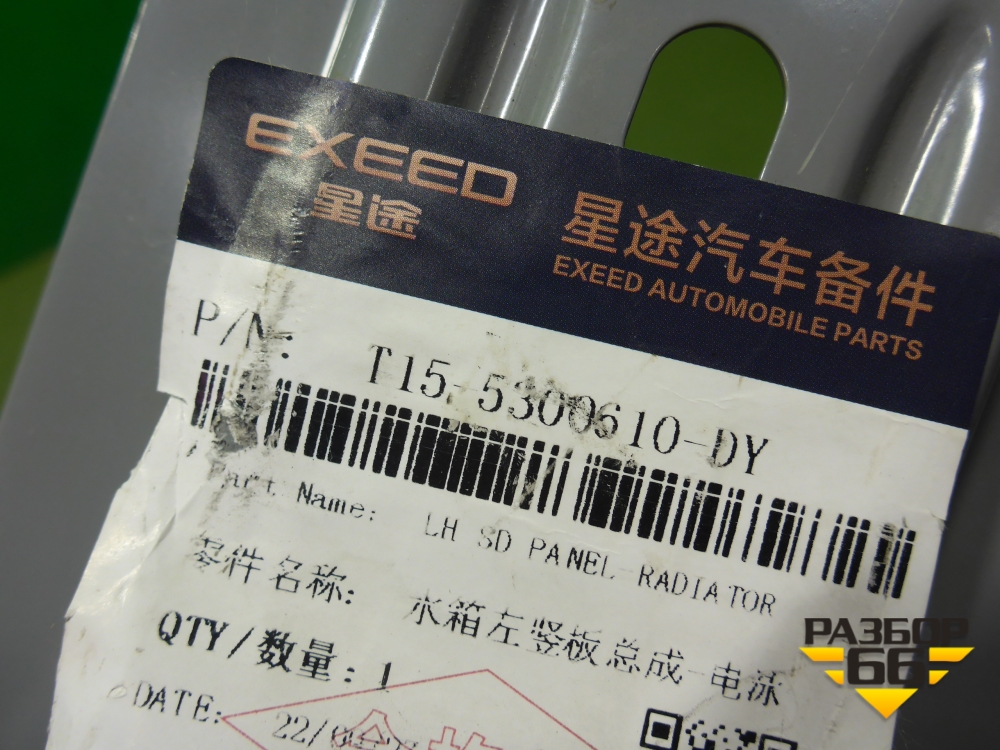 EXEED
星途
星途汽车备件
EXEED AUTOMOBILE PARTS
P/N: T15-5300610-DY
Part Name: LH SD PANEL-RADIATOR
零件名称: 水箱左竖板总成-电泳
QTY/数量: 1
DATE:
РАЗБОР
66